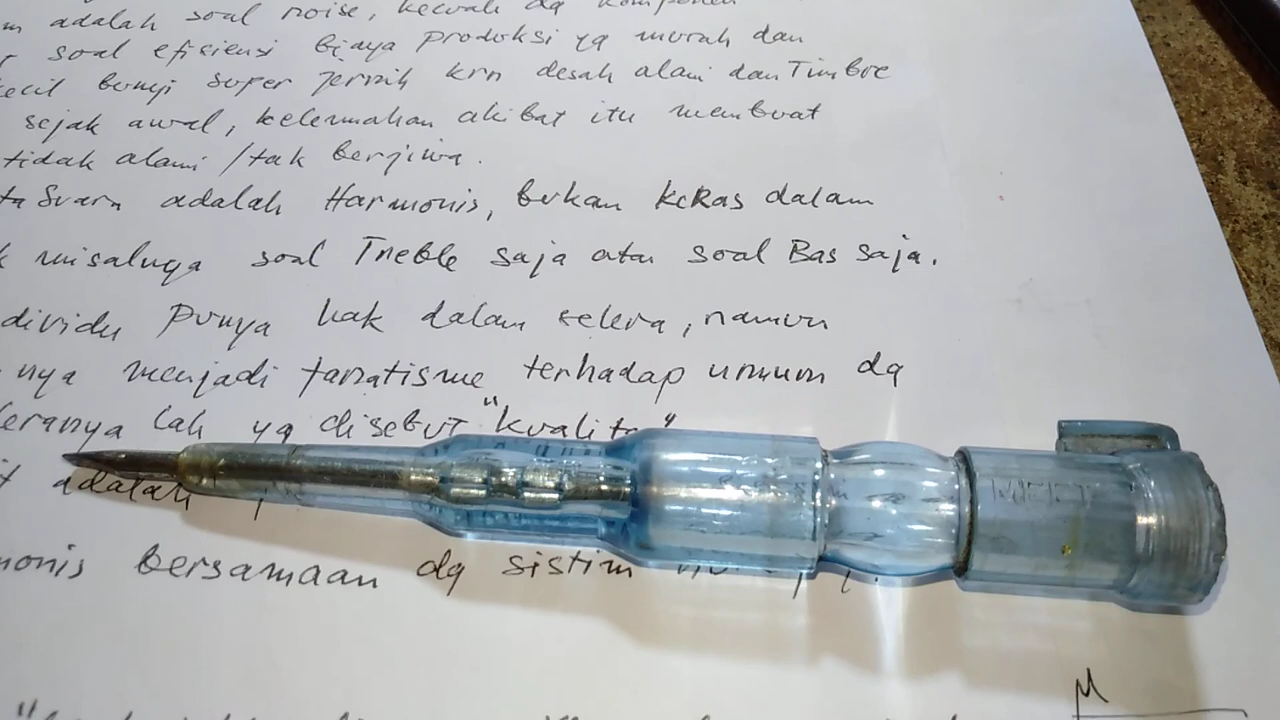 adalah soal noise, kecuali dg komponen
soal efisiensi biaya produksi yg murah dan
kecil bunyi super jernih krn desah alami dan Timbre
sejak awal, kelemahan akibat itu membuat
tidak alami / tak berjiwa.
Suara adalah Harmonis, bukan keRas dalam
misalnya soal Treble saja atau soal Bas saja.
dividu Punya hak dalam selera, namun
nya menjadi fanatisme terhadap umum dg
leranya lah yg disebut "kualitas"
adalah
monis bersamaan dg sistim
M